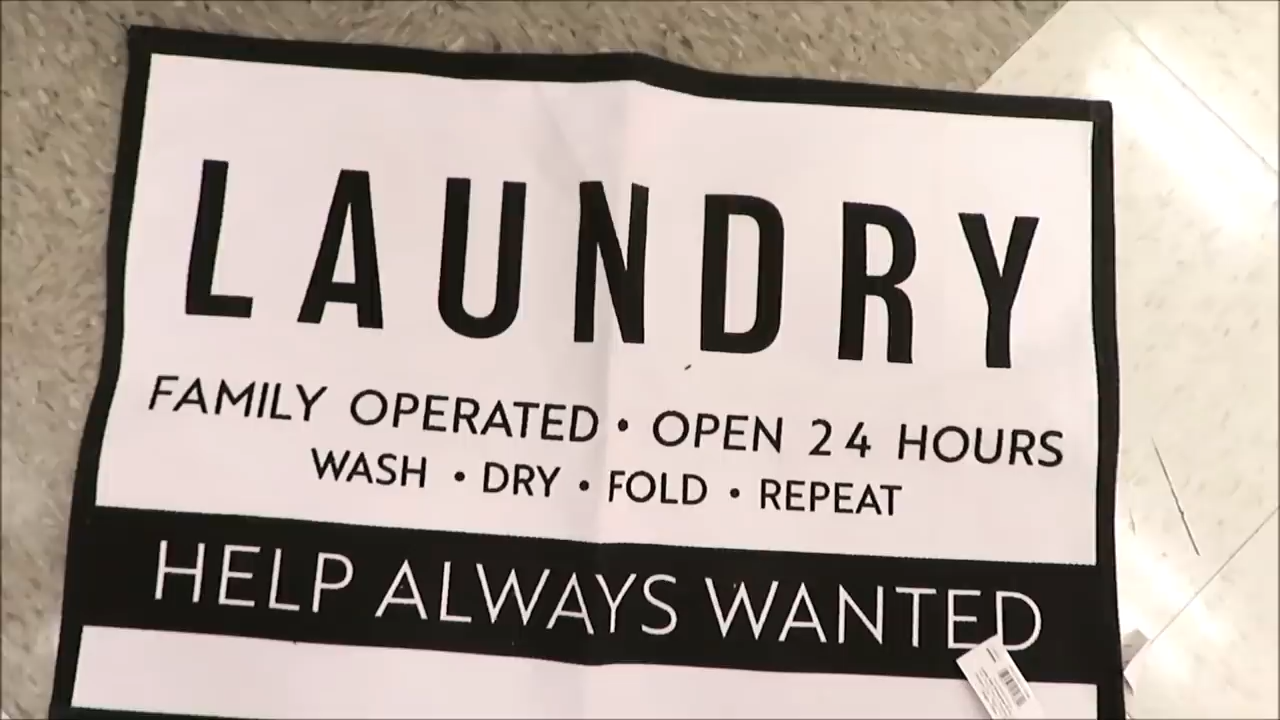 LAUNDRY
FAMILY OPERATED • OPEN 24 HOURS
WASH • DRY • FOLD • REPEAT
HELP ALWAYS WANTED